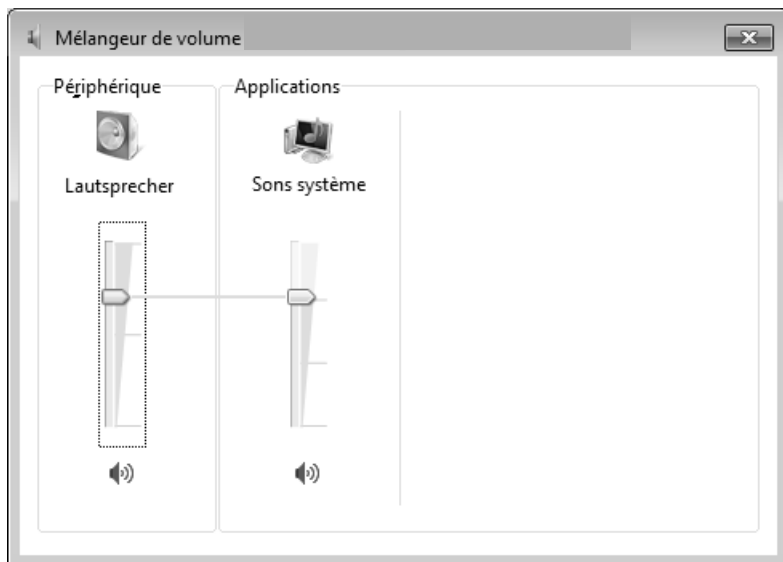 Mélangeur de volume
Périphérique
Applications
Lautsprecher
Sons système